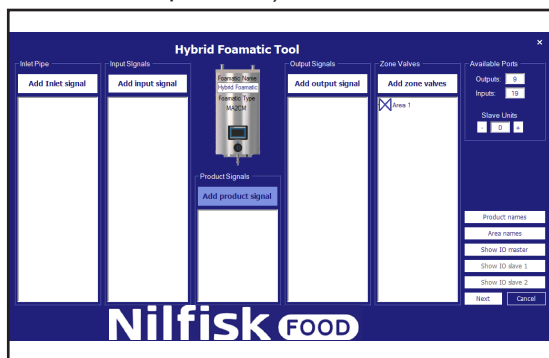 Hybrid Foamatic Tool
×
Inlet Pipe
Add Inlet signal
Input Signals
Add input signal
Foamatic Name
Hybrid Foamatic
Foamatic Type
MA2CM
Product Signals
Add product signal
Output Signals
Add output signal
Zone Valves
Add zone valves
Area 1
Available Ports
Outputs: 9
Inputs: 19
Slave Units
- 0 +
Product names
Area names
Show IO master
Show IO slave 1
Show IO slave 2
Next Cancel
Nilfisk FOOD